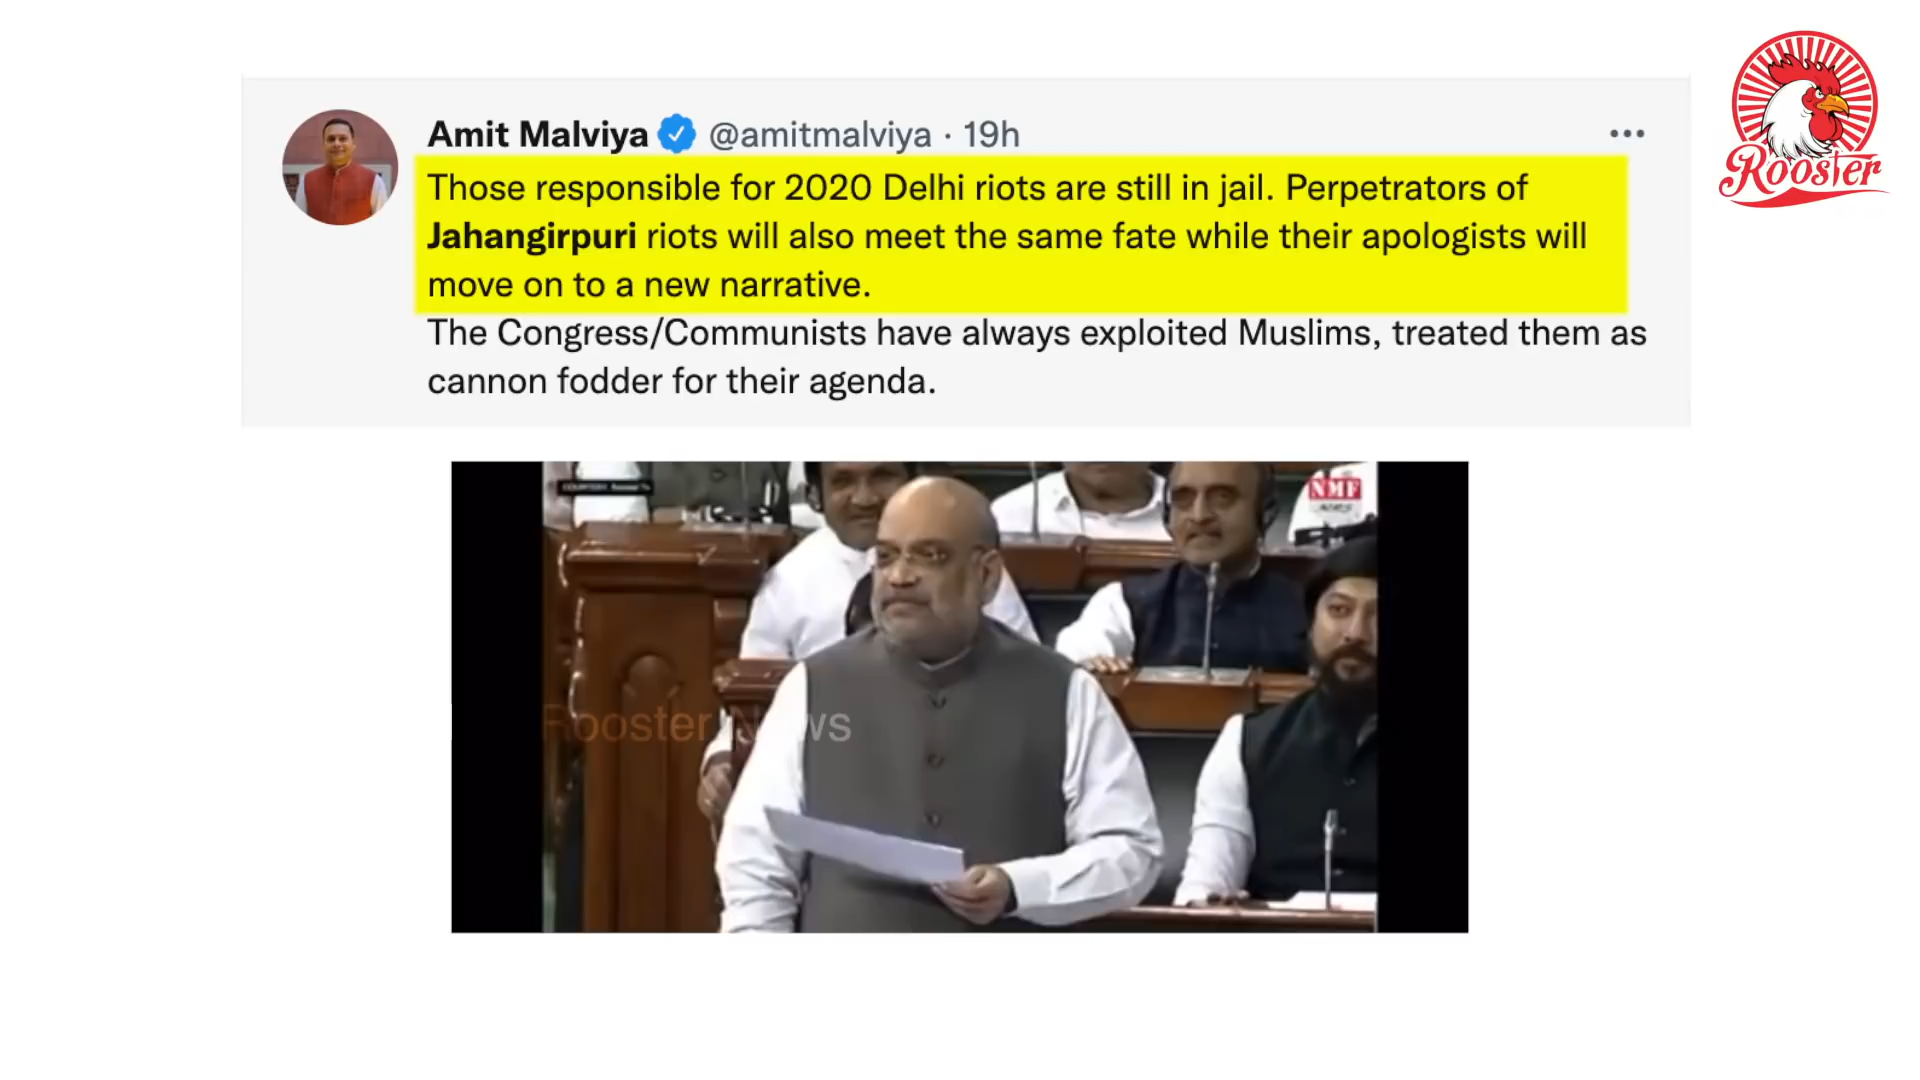 Amit Malviya @amitmalviya · 19h
Those responsible for 2020 Delhi riots are still in jail. Perpetrators of
Jahangirpuri riots will also meet the same fate while their apologists will
move on to a new narrative.
The Congress/Communists have always exploited Muslims, treated them as
cannon fodder for their agenda.
Rooster
NMF
Rooster News